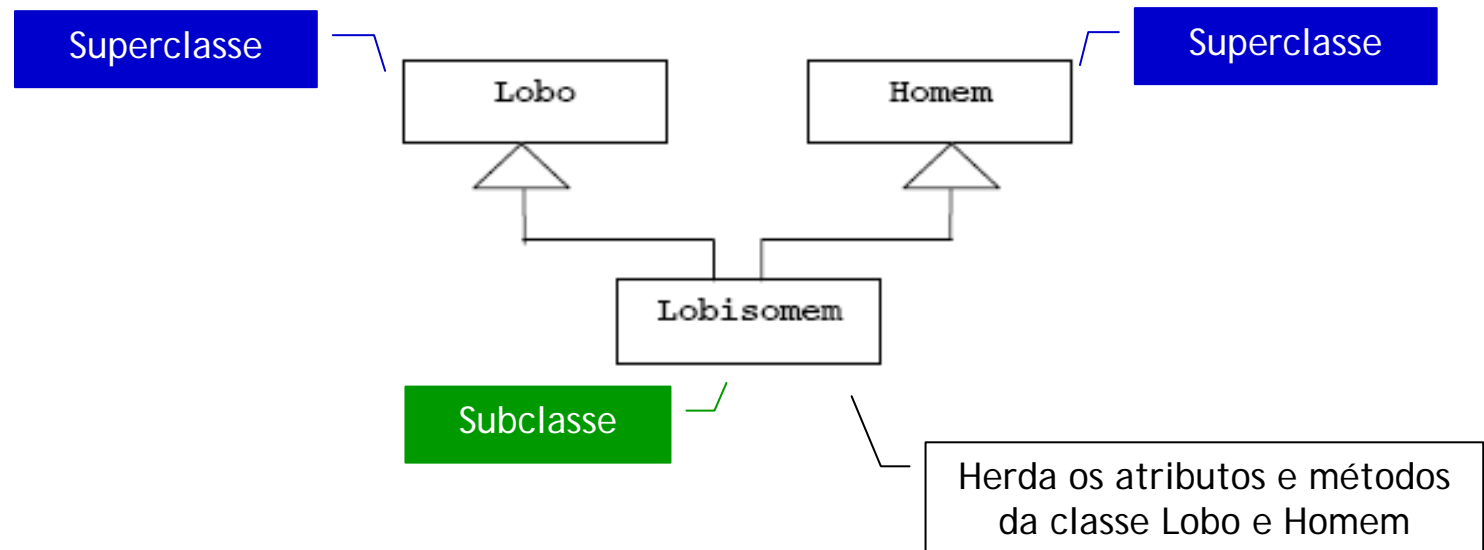 Superclasse
Superclasse
Lobo
Homem
Lobisomem
Subclasse
Herda os atributos e métodos
da classe Lobo e Homem